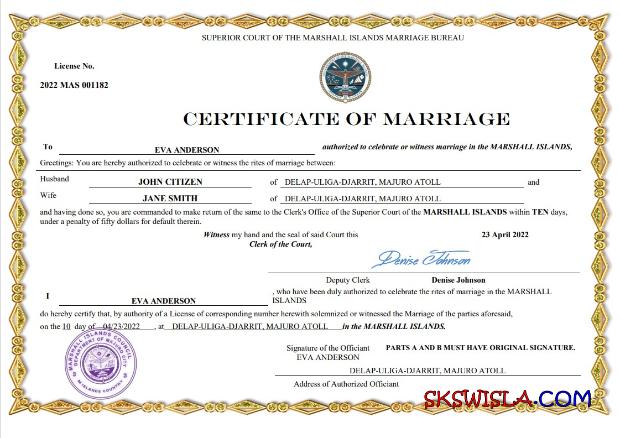 SUPERIOR COURT OF THE MARSHALL ISLANDS MARRIAGE BUREAU
License No.
2022 MAS 001182
CERTIFICATE OF MARRIAGE
To EVA ANDERSON authorized to celebrate or witness marriage in the MARSHALL ISLANDS,
Greetings: You are hereby authorized to celebrate or witness the rites of marriage between:
Husband JOHN CITIZEN of DELAP-ULIGA-DJARRIT, MAJURO ATOLL and
Wife JANE SMITH of DELAP-ULIGA-DJARRIT, MAJURO ATOLL
and having done so, you are commanded to make return of the same to the Clerk's Office of the Superior Court of the MARSHALL ISLANDS within TEN days,
under a penalty of fifty dollars for default therein.
Witness my hand and the seal of said Court this 23 April 2022
Clerk of the Court,
Denise Johnson
Deputy Clerk Denise Johnson
I EVA ANDERSON , who have been duly authorized to celebrate the rites of marriage in the MARSHALL
ISLANDS
do hereby certify that, by authority of a License of corresponding number herewith solemnized or witnessed the Marriage of the parties aforesaid,
on the 10 day of 04/23/2022 , at DELAP-ULIGA-DJARRIT, MAJURO ATOLL in the MARSHALL ISLANDS.
MARSHALL ISLANDS COUNCIL
Signature of the Officiant PARTS A AND B MUST HAVE ORIGINAL SIGNATURE.
EVA ANDERSON
DELAP-ULIGA-DJARRIT, MAJURO ATOLL
Address of Authorized Officiant
SKSWISLA.COM